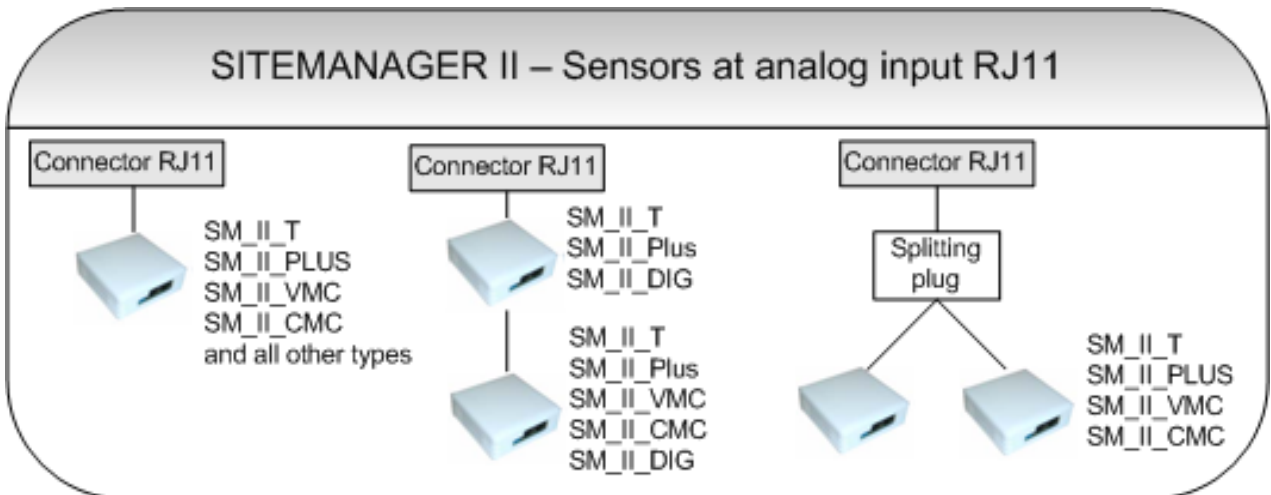 SITEMANAGER II – Sensors at analog input RJ11
Connector RJ11
SM_II_T
SM_II_PLUS
SM_II_VMC
SM_II_CMC
and all other types
Connector RJ11
SM_II_T
SM_II_Plus
SM_II_DIG
SM_II_T
SM_II_Plus
SM_II_VMC
SM_II_CMC
SM_II_DIG
Connector RJ11
Splitting
plug
SM_II_T
SM_II_PLUS
SM_II_VMC
SM_II_CMC